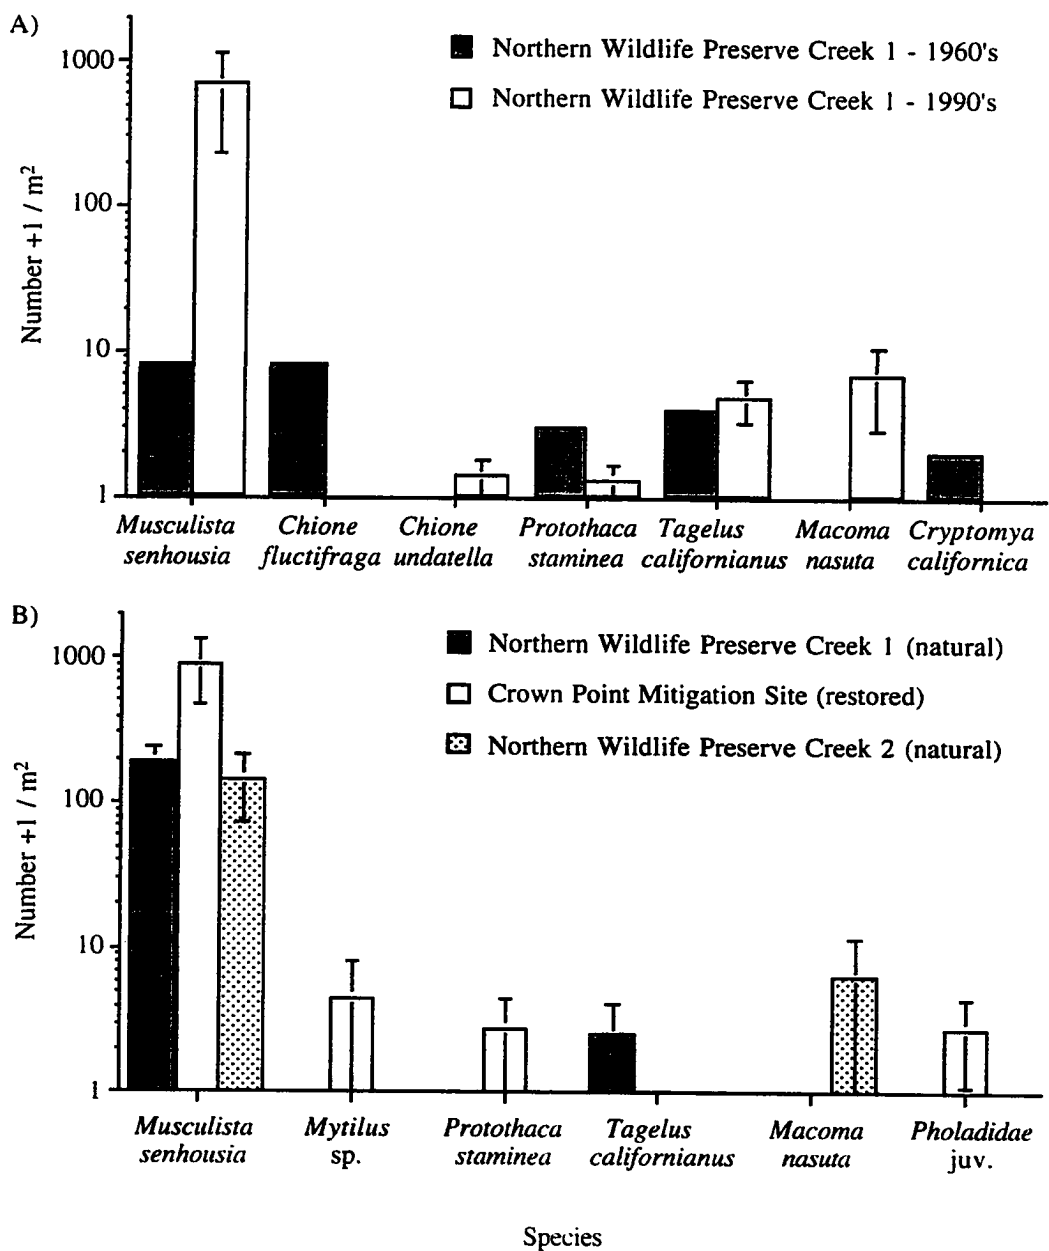 A)
Northern Wildlife Preserve Creek 1 - 1960's
Northern Wildlife Preserve Creek 1 - 1990's
Number +1 / m²
1000
100
10
1
Musculista senhousia
Chione fluctifraga
Chione undatella
Protothaca staminea
Tagelus californianus
Macoma nasuta
Cryptomya californica
B)
Northern Wildlife Preserve Creek 1 (natural)
Crown Point Mitigation Site (restored)
Northern Wildlife Preserve Creek 2 (natural)
Number +1 / m²
1000
100
10
1
Musculista senhousia
Mytilus sp.
Protothaca staminea
Tagelus californianus
Macoma nasuta
Pholadidae juv.
Species